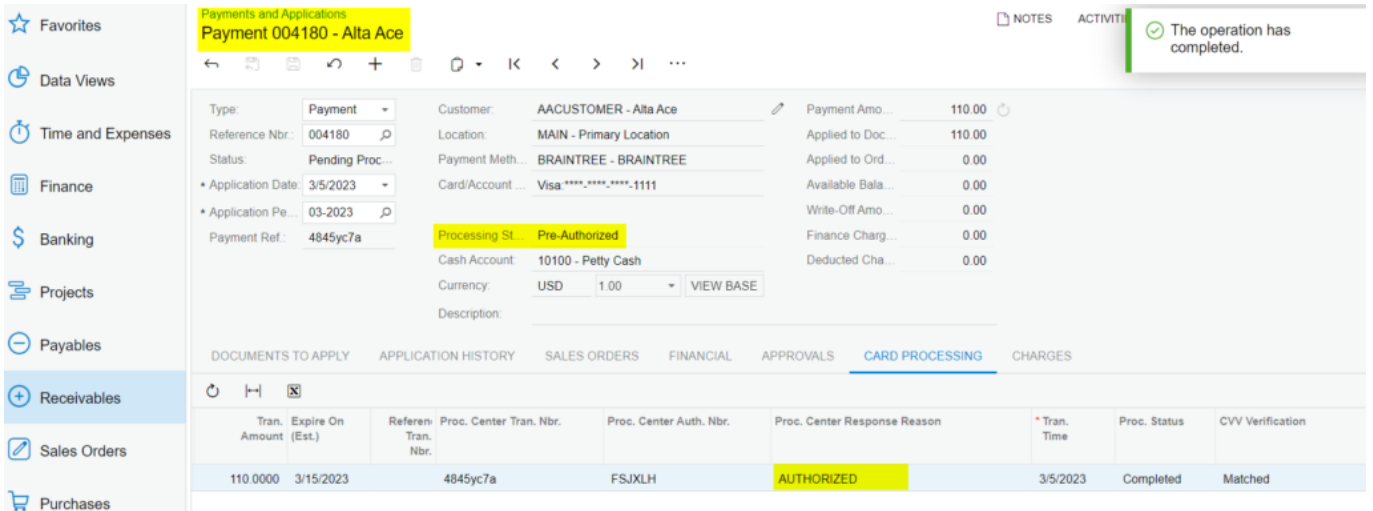 Favorites
Data Views
Time and Expenses
Finance
Banking
Projects
Payables
Receivables
Sales Orders
Purchases
Payments and Applications
Payment 004180 - Alta Ace
NOTES ACTIVITI
The operation has
completed.
Type: Payment
Reference Nbr.: 004180
Status: Pending Proc...
* Application Date: 3/5/2023
* Application Pe... 03-2023
Payment Ref.: 4845yc7a
Customer: AACUSTOMER - Alta Ace
Location: MAIN - Primary Location
Payment Meth... BRAINTREE - BRAINTREE
Card/Account ... Visa:****-****-****-1111
Processing St... Pre-Authorized
Cash Account: 10100 - Petty Cash
Currency: USD 1.00 VIEW BASE
Description:
Payment Amo... 110.00
Applied to Doc... 110.00
Applied to Ord... 0.00
Available Bala... 0.00
Write-Off Amo... 0.00
Finance Charg... 0.00
Deducted Cha... 0.00
DOCUMENTS TO APPLY APPLICATION HISTORY SALES ORDERS FINANCIAL APPROVALS CARD PROCESSING CHARGES
Tran. Expire On Referen Proc. Center Tran. Nbr. Proc. Center Auth. Nbr. Proc. Center Response Reason * Tran. Proc. Status CVV Verification
Amount (Est.) Tran. Time
Nbr.
110.0000 3/15/2023 4845yc7a FSJXLH AUTHORIZED 3/5/2023 Completed Matched